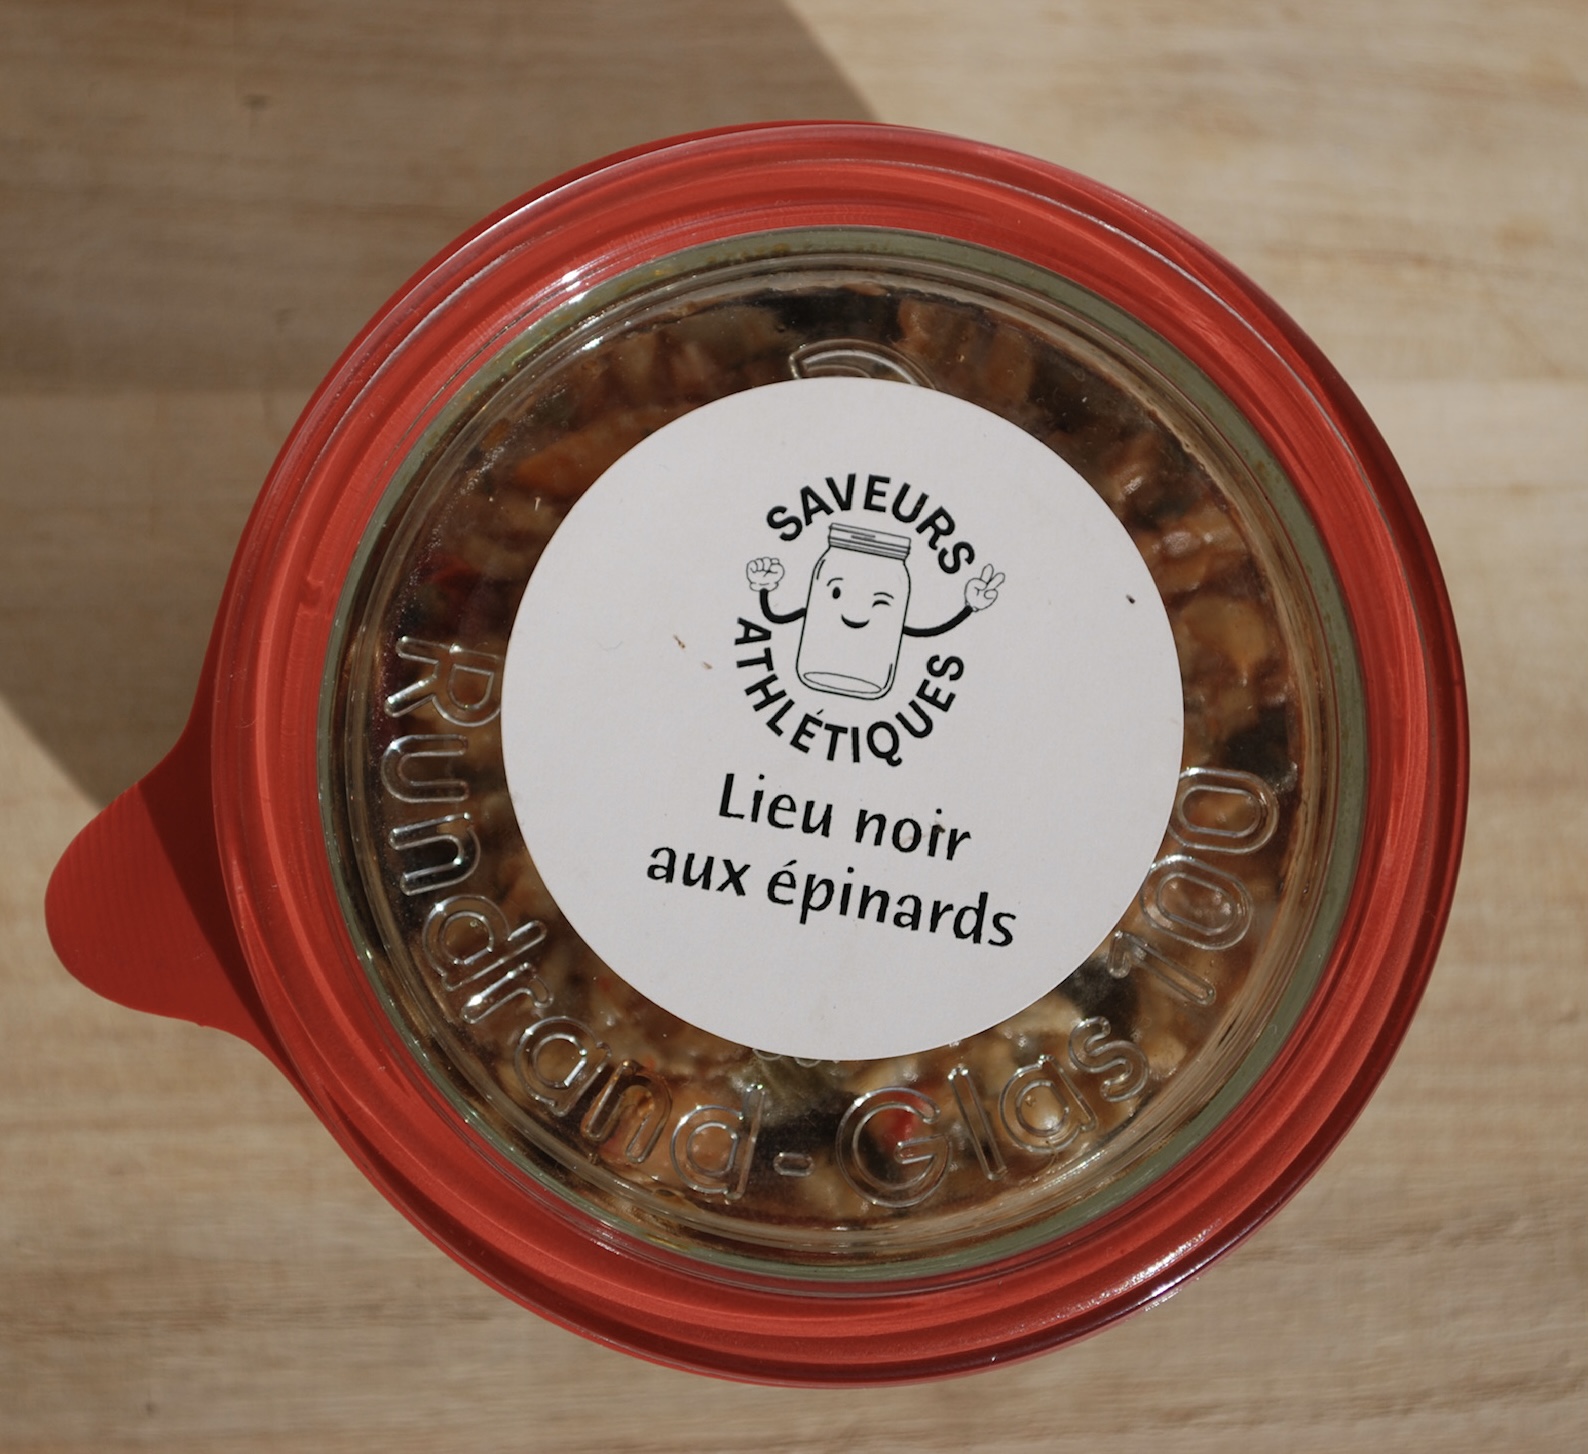 SAVEURS
ATHLÉTIQUES
Lieu noir
aux épinards
Rundrand-Glas 100